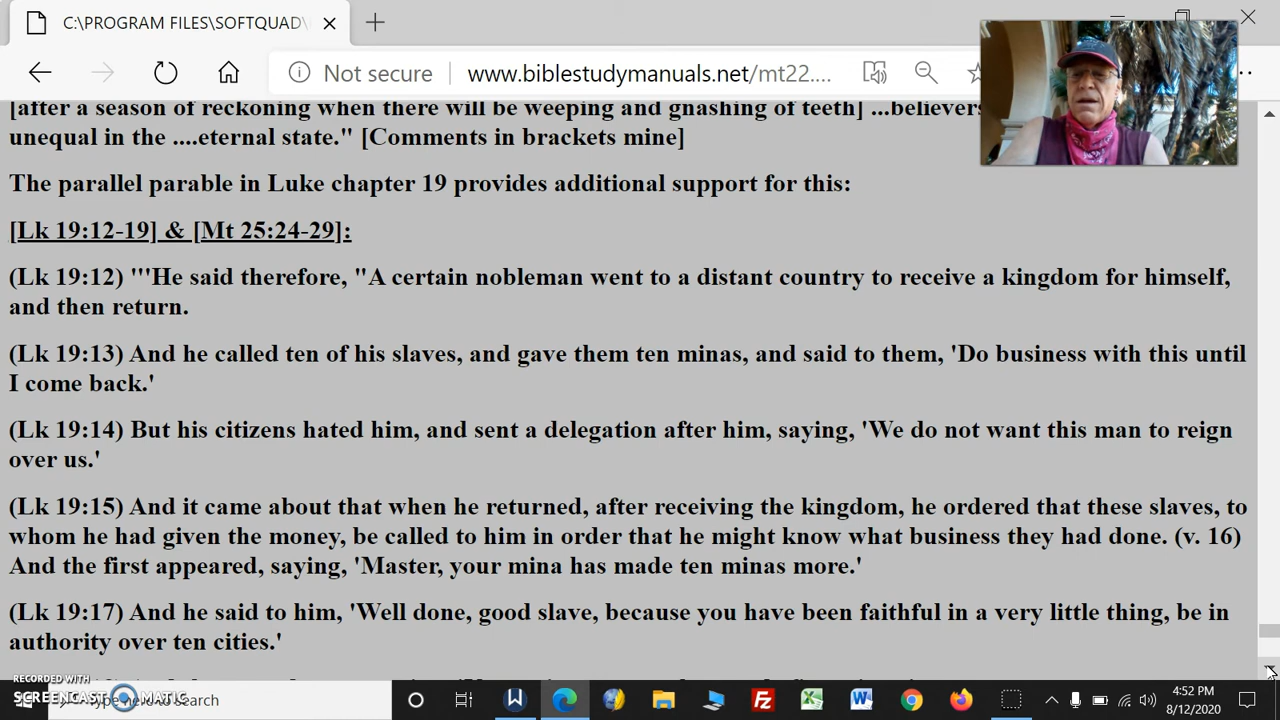 C:\PROGRAM FILES\SOFTQUAD\
Not secure
www.biblestudymanuals.net/mt22....
[after a season of reckoning when there will be weeping and gnashing of teeth] ...believers
unequal in the ....eternal state." [Comments in brackets mine]
The parallel parable in Luke chapter 19 provides additional support for this:
[Lk 19:12-19] & [Mt 25:24-29]:
(Lk 19:12) "'He said therefore, "A certain nobleman went to a distant country to receive a kingdom for himself,
and then return.
(Lk 19:13) And he called ten of his slaves, and gave them ten minas, and said to them, 'Do business with this until
I come back.'
(Lk 19:14) But his citizens hated him, and sent a delegation after him, saying, 'We do not want this man to reign
over us.'
(Lk 19:15) And it came about that when he returned, after receiving the kingdom, he ordered that these slaves, to
whom he had given the money, be called to him in order that he might know what business they had done. (v. 16)
And the first appeared, saying, 'Master, your mina has made ten minas more.'
(Lk 19:17) And he said to him, 'Well done, good slave, because you have been faithful in a very little thing, be in
authority over ten cities.'
RECORDED WITH
SCREENCAST MATIC
Type here to search
4:52 PM
8/12/2020